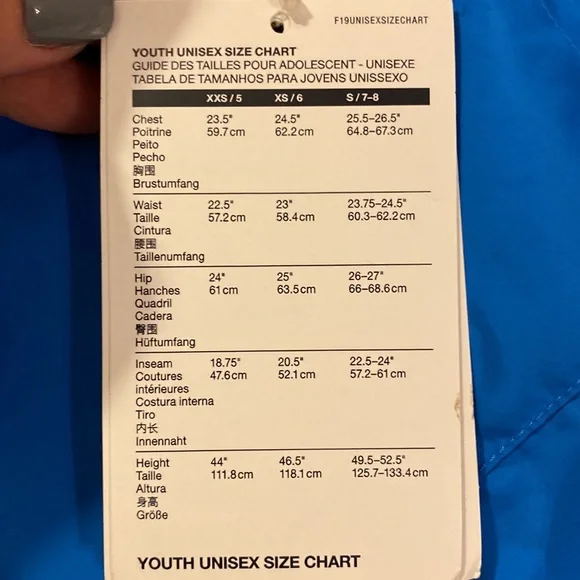 F19UNISEXSIZECHART
YOUTH UNISEX SIZE CHART
GUIDE DES TAILLES POUR ADOLESCENT - UNISEXE
TABELA DE TAMANHOS PARA JOVENS UNISSEXO
XXS / 5 XS / 6 S / 7–8
Chest 23.5" 24.5" 25.5–26.5"
Poitrine 59.7 cm 62.2 cm 64.8–67.3 cm
Peito
Pecho
胸围
Brustumfang
Waist 22.5" 23" 23.75–24.5"
Taille 57.2 cm 58.4 cm 60.3–62.2 cm
Cintura
腰围
Taillenumfang
Hip 24" 25" 26–27"
Hanches 61 cm 63.5 cm 66–68.6 cm
Quadril
Cadera
臀围
Hüftumfang
Inseam 18.75" 20.5" 22.5–24"
Coutures 47.6 cm 52.1 cm 57.2–61 cm
intérieures
Costura interna
Tiro
内长
Innennaht
Height 44" 46.5" 49.5–52.5"
Taille 111.8 cm 118.1 cm 125.7–133.4 cm
Altura
身高
Größe
YOUTH UNISEX SIZE CHART